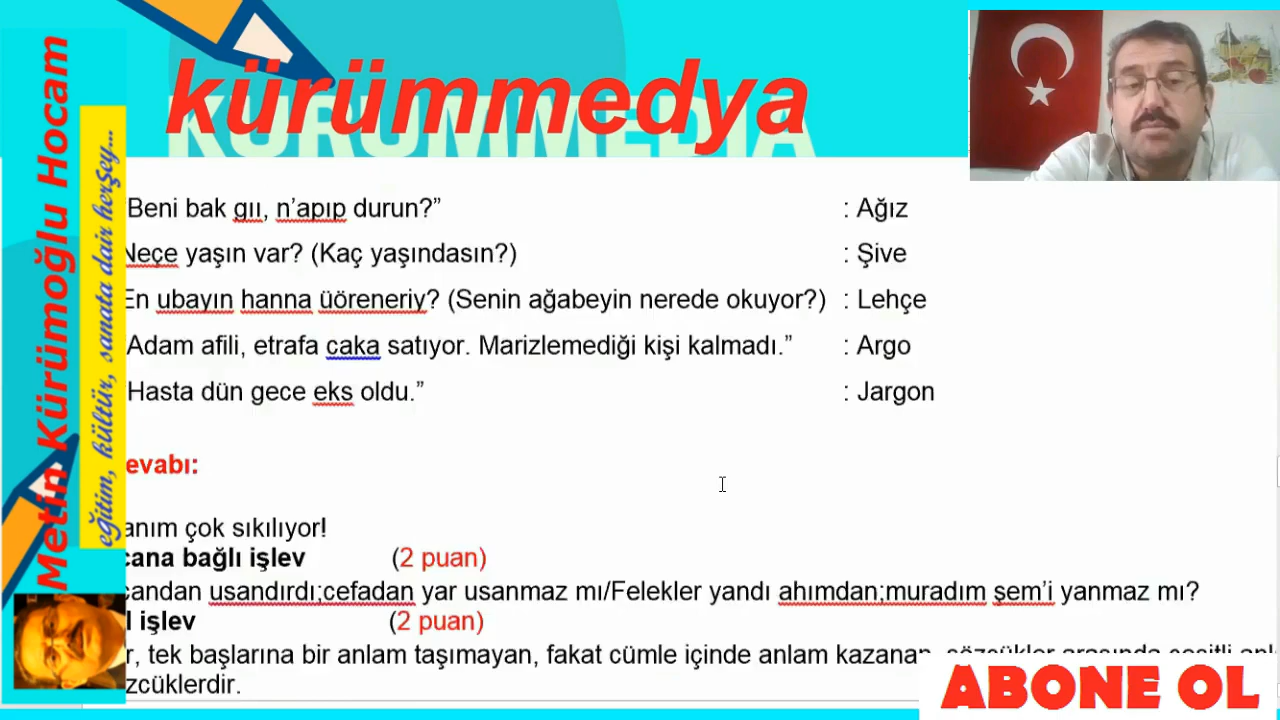 kürümmedya
KURUMMEDIA
Metin Kürümoğlu Hocam
eğitim, kültür, sanata dair herşey...
Beni bak gıı, n’apıp durun?” : Ağız
Neçe yaşın var? (Kaç yaşındasın?) : Şive
En ubayın hanna üöreneriy? (Senin ağabeyin nerede okuyor?) : Lehçe
Adam afili, etrafa caka satıyor. Marizlemediği kişi kalmadı.” : Argo
Hasta dün gece eks oldu.” : Jargon
evabı:
anım çok sıkılıyor!
cana bağlı işlev (2 puan)
candan usandırdı;cefadan yar usanmaz mı/Felekler yandı ahımdan;muradım şem’i yanmaz mı?
l işlev (2 puan)
r, tek başlarına bir anlam taşımayan, fakat cümle içinde anlam kazanan, sözcükler arasında çeşitli
zcüklerdir.
ABONE OL